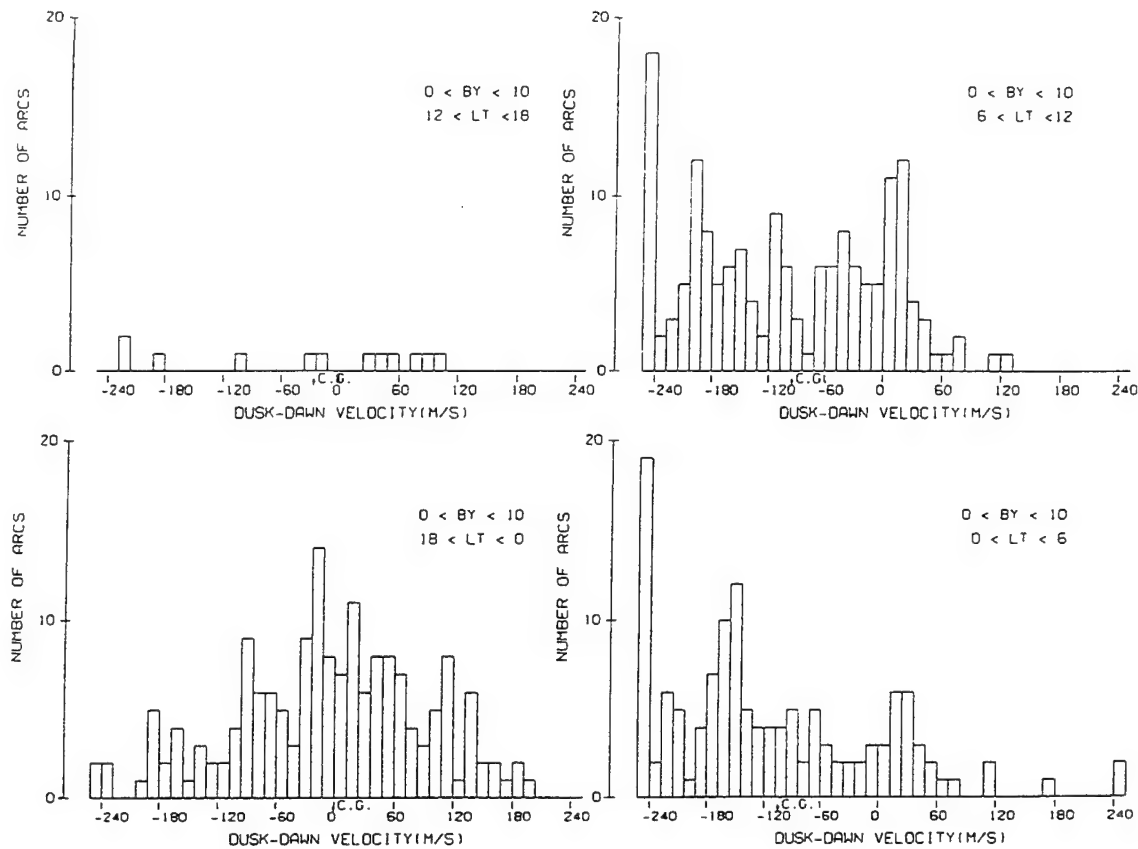 20
10
0
NUMBER OF ARCS
0 < BY < 10
12 < LT <18
-240 -180 -120 -60 0 60 120 180 240
,C.G.
DUSK-DAWN VELOCITY(M/S)
20
10
0
NUMBER OF ARCS
0 < BY < 10
6 < LT <12
-240 -180 -120 -60 0 60 120 180 240
,C.G.
DUSK-DAWN VELOCITY(M/S)
20
10
0
NUMBER OF ARCS
0 < BY < 10
18 < LT < 0
-240 -180 -120 -60 0 60 120 180 240
,C.G.
DUSK-DAWN VELOCITY(M/S)
20
10
0
NUMBER OF ARCS
0 < BY < 10
0 < LT < 6
-240 -180 -120 -60 0 60 120 180 240
,C.G.
DUSK-DAWN VELOCITY(M/S)